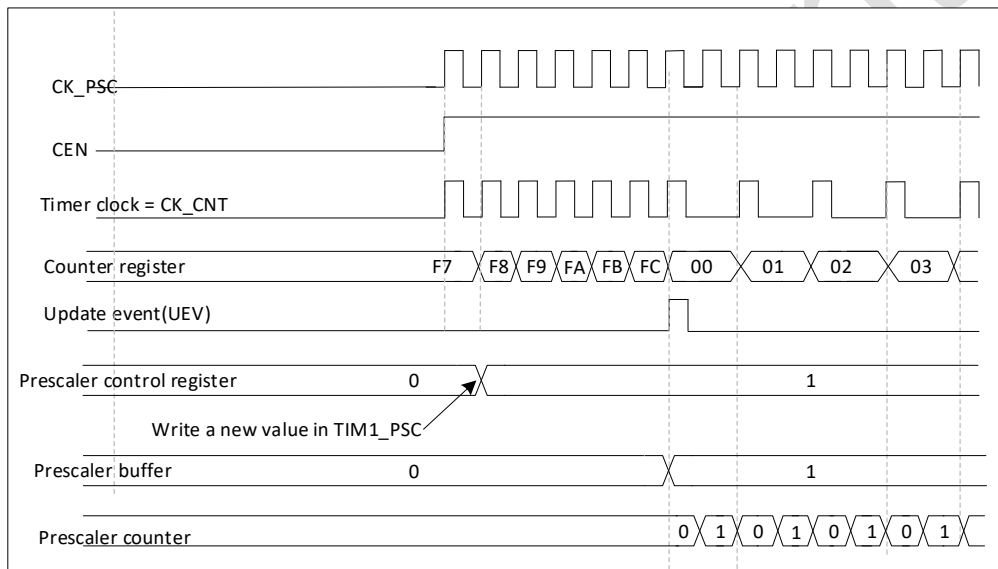 CK_PSC
CEN
Timer clock = CK_CNT
Counter register F7 F8 F9 FA FB FC 00 01 02 03
Update event(UEV)
Prescaler control register 0 1
Write a new value in TIM1_PSC
Prescaler buffer 0 1
Prescaler counter 0 1 0 1 0 1 0 1